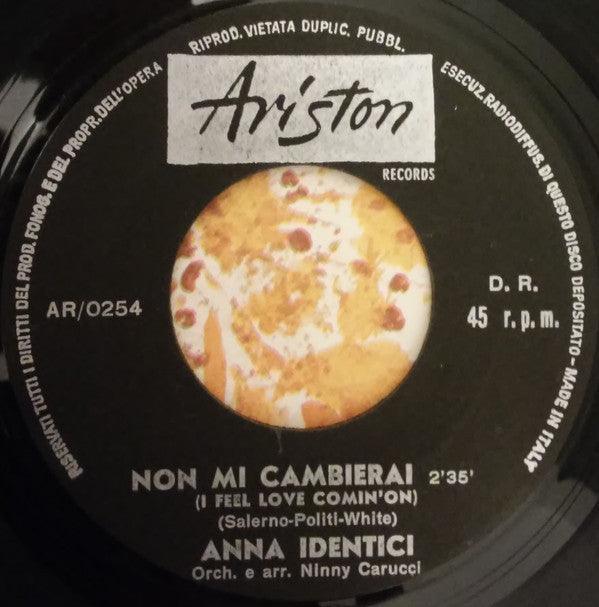 RISERVATI TUTTI I DIRITTI DEL PROD. FONOG. E DEL PROPR. DELL'OPERA
RIPROD. VIETATA DUPLIC. PUBBL.
ESECUZ. RADIODIFFUS. DI QUESTO DISCO DEPOSITATO - MADE IN ITALY
Ariston
RECORDS
AR/0254
D. R.
45 r.p.m.
NON MI CAMBIERAI 2'35'
(I FEEL LOVE COMIN'ON)
(Salerno-Politi-White)
ANNA IDENTICI
Orch. e arr. Ninny Carucci